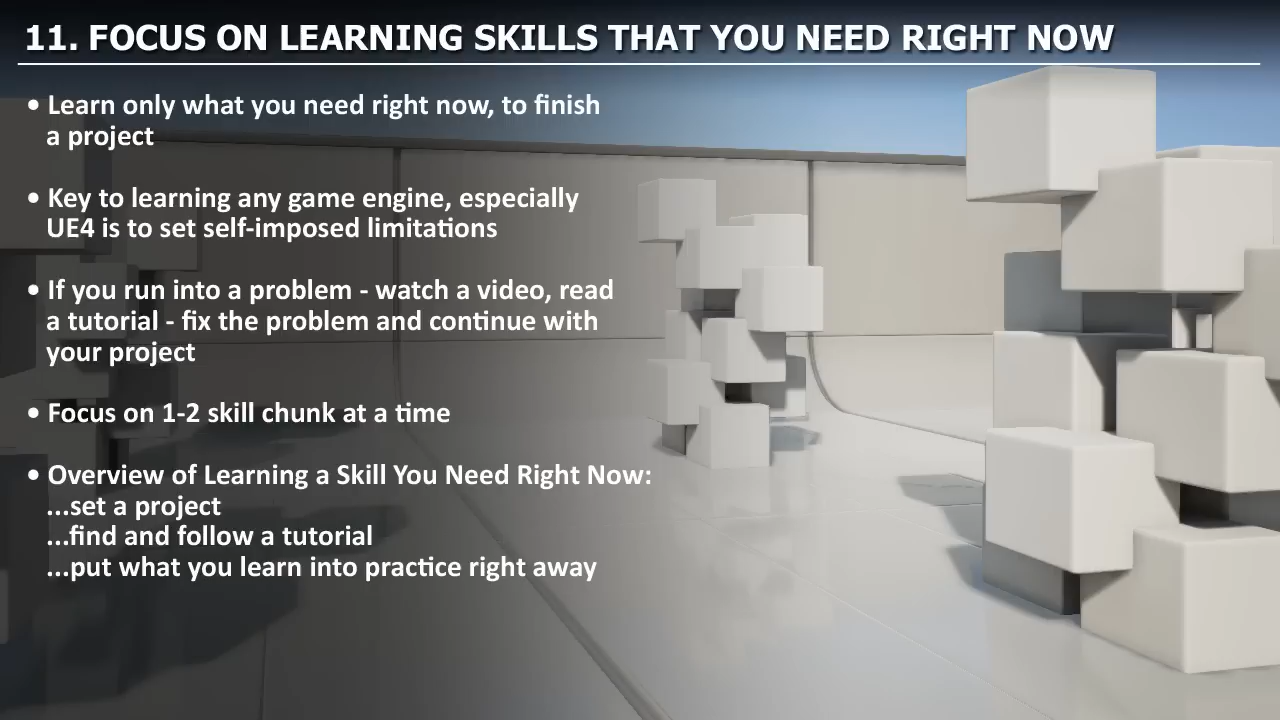 11. FOCUS ON LEARNING SKILLS THAT YOU NEED RIGHT NOW
• Learn only what you need right now, to finish
a project
• Key to learning any game engine, especially
UE4 is to set self-imposed limitations
• If you run into a problem - watch a video, read
a tutorial - fix the problem and continue with
your project
• Focus on 1-2 skill chunk at a time
• Overview of Learning a Skill You Need Right Now:
...set a project
...find and follow a tutorial
...put what you learn into practice right away